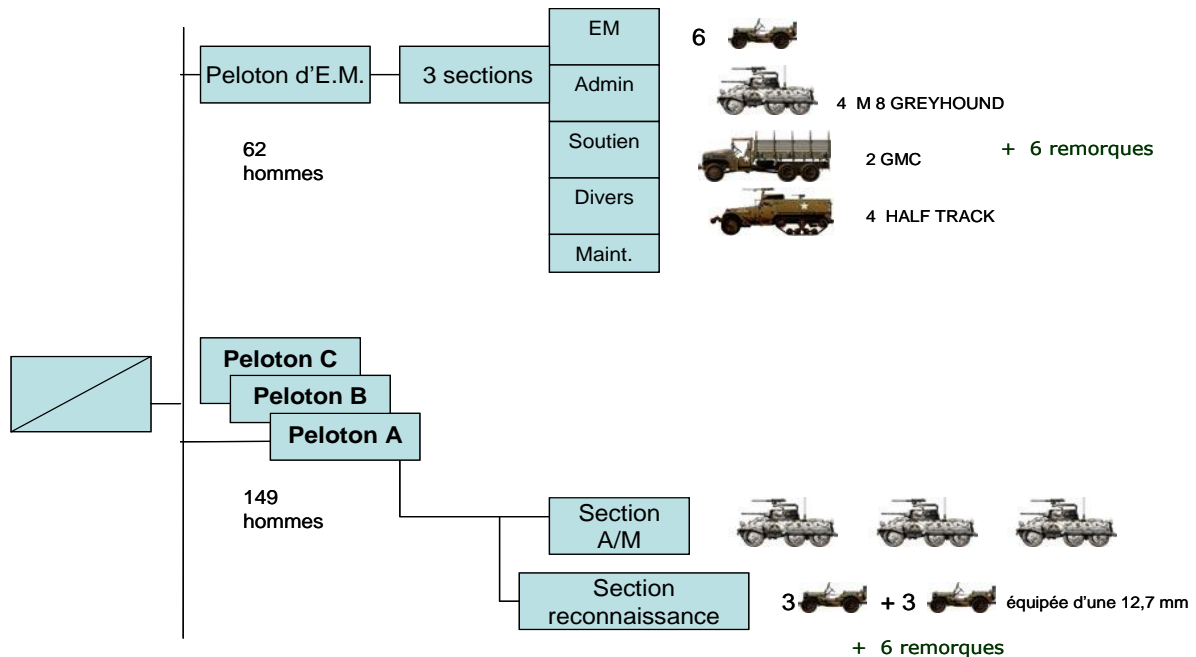 Peloton d'E.M.
3 sections
EM
Admin
Soutien
Divers
Maint.
62
hommes
6
4 M 8 GREYHOUND
2 GMC
+ 6 remorques
4 HALF TRACK
Peloton C
Peloton B
Peloton A
149
hommes
Section
A/M
Section
reconnaissance
3 + 3 équipée d'une 12,7 mm
+ 6 remorques